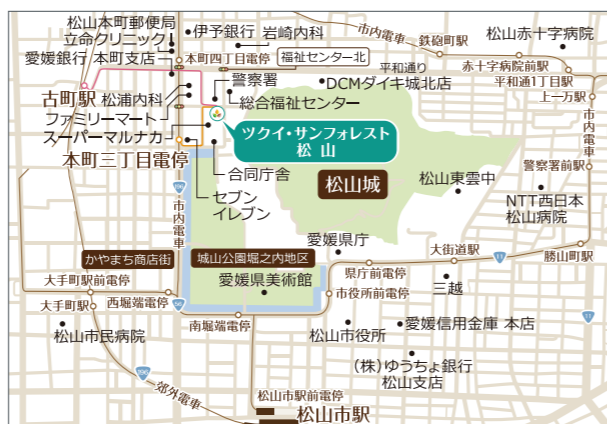 松山本町郵便局
立命クリニック
愛媛銀行 本町支店
伊予銀行
岩崎内科
本町四丁目電停
福祉センター北
市内電車
鉄砲町駅
松山赤十字病院
赤十字病院前駅
平和通り
平和通1丁目駅
上一万駅
古町駅
松浦内科
警察署
DCMダイキ城北店
総合福祉センター
ファミリーマート
スーパーマルナカ
ツクイ・サンフォレスト
松 山
本町三丁目電停
合同庁舎
セブン
イレブン
松山城
松山東雲中
警察署前駅
NTT西日本
松山病院
196
市内電車
かやまち商店街
城山公園堀之内地区
愛媛県庁
愛媛県美術館
県庁前電停
大街道駅
11
勝山町駅
大手町駅前電停
大手町駅
西堀端電停
56
市役所前電停
三越
南堀端電停
松山市民病院
松山市役所
愛媛信用金庫 本店
11
(株)ゆうちょ銀行
松山支店
196
郊外電車
松山市駅前電停
松山市駅